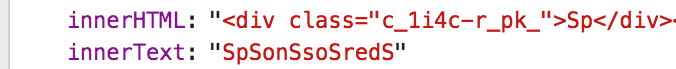 innerHTML: "<div class="c_1i4c-r_pk_">Sp</div><
innerText: "SpSonSsoSredS"